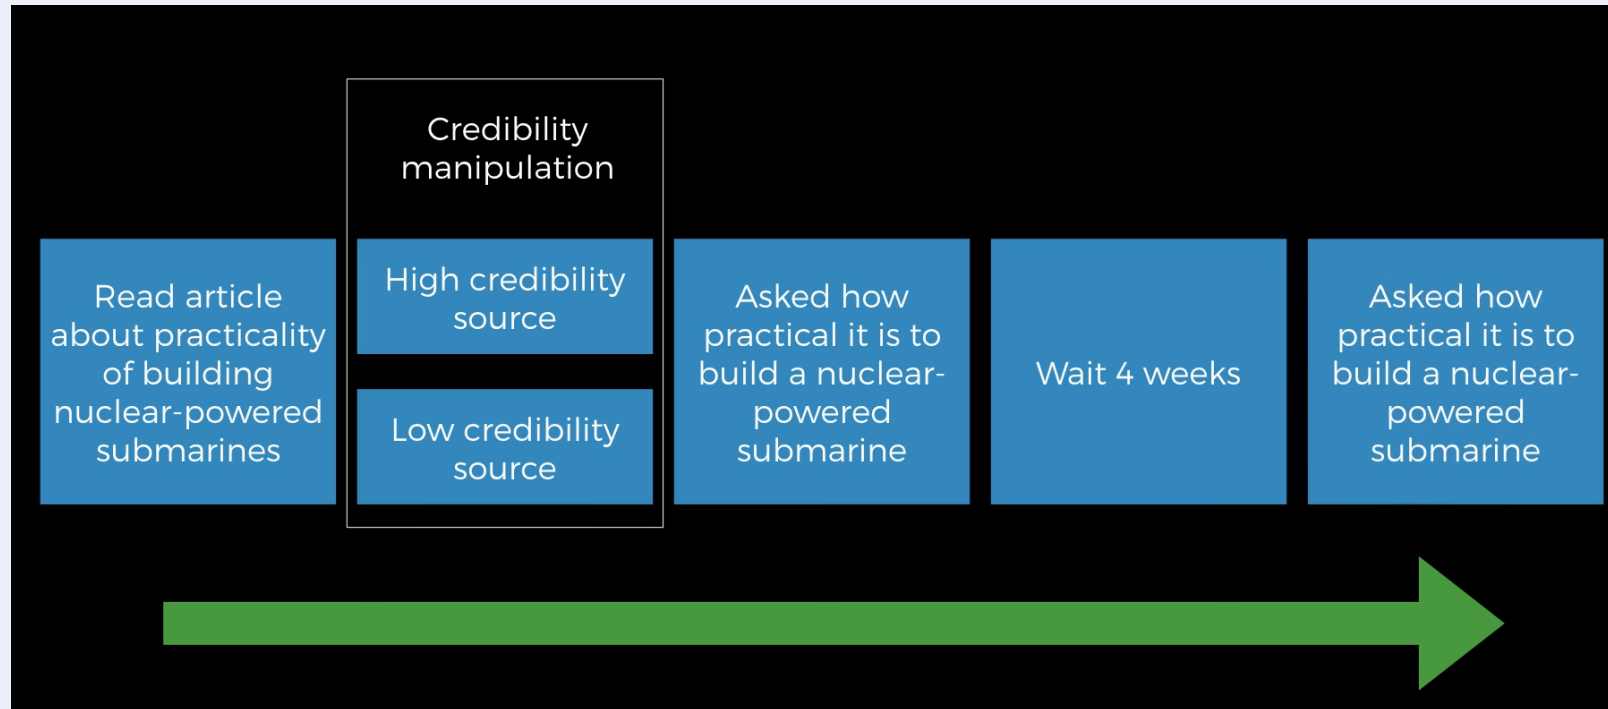 Credibility
manipulation
Read article
about practicality
of building
nuclear-powered
submarines
High credibility
source
Low credibility
source
Asked how
practical it is to
build a nuclear-
powered
submarine
Wait 4 weeks
Asked how
practical it is to
build a nuclear-
powered
submarine